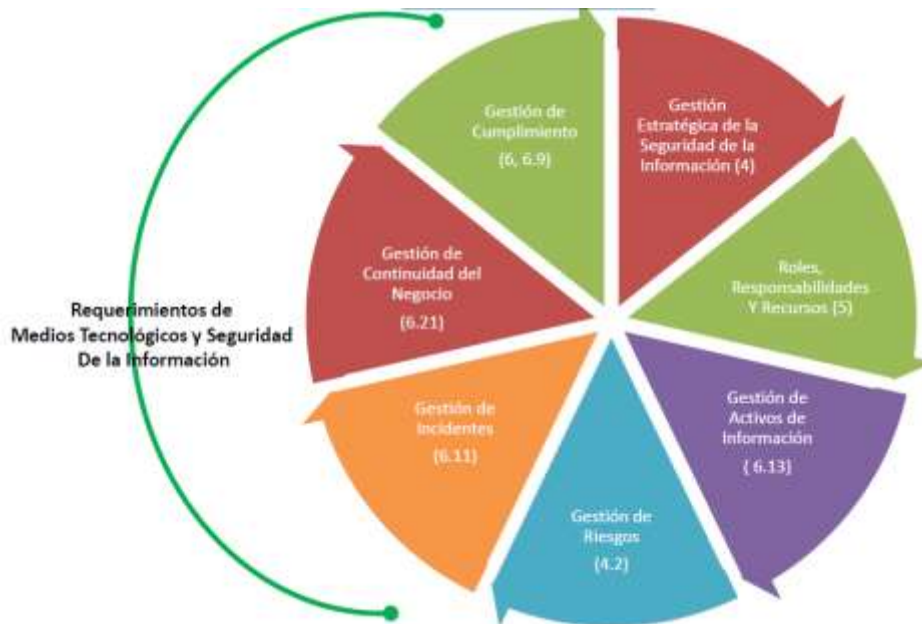 Gestión de
Cumplimiento
(6, 6.9)
Gestión
Estratégica de la
Seguridad de la
Información (4)
Roles,
Responsabilidades
Y Recursos (5)
Gestión de
Activos de
Información
( 6.13)
Gestión de
Riesgos
(4.2)
Gestión de
Incidentes
(6.11)
Gestión de
Continuidad del
Negocio
(6.21)
Requerimientos de
Medios Tecnológicos y Seguridad
De la Información